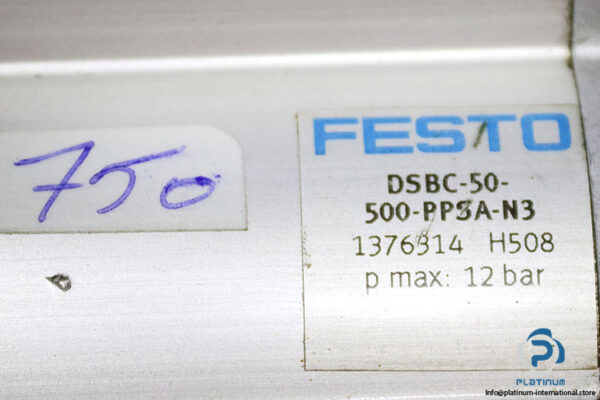 750
FESTO
DSBC-50-
500-PPSA-N3
1376314 H508
p max: 12 bar
PLATINUM
Info@platinum-international.store